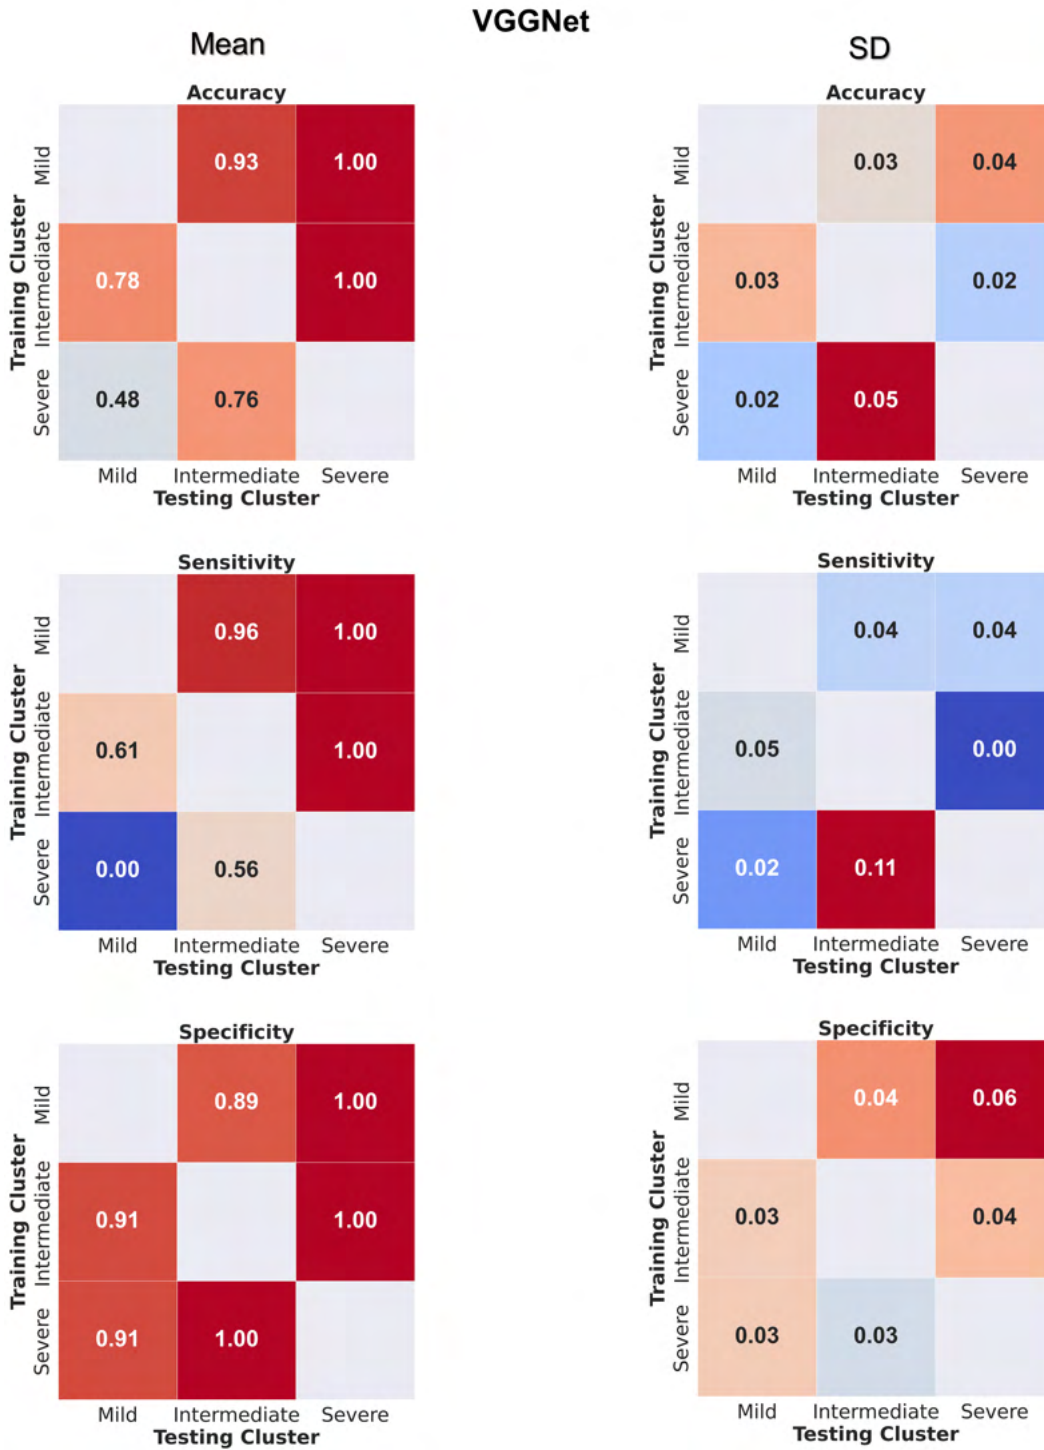 VGGNet
Mean
SD
Accuracy
Training Cluster
Mild
Intermediate
Severe
0.93 1.00
0.78 1.00
0.48 0.76
Mild Intermediate Severe
Testing Cluster
Accuracy
Training Cluster
Mild
Intermediate
Severe
0.03 0.04
0.03 0.02
0.02 0.05
Mild Intermediate Severe
Testing Cluster
Sensitivity
Training Cluster
Mild
Intermediate
Severe
0.96 1.00
0.61 1.00
0.00 0.56
Mild Intermediate Severe
Testing Cluster
Sensitivity
Training Cluster
Mild
Intermediate
Severe
0.04 0.04
0.05 0.00
0.02 0.11
Mild Intermediate Severe
Testing Cluster
Specificity
Training Cluster
Mild
Intermediate
Severe
0.89 1.00
0.91 1.00
0.91 1.00
Mild Intermediate Severe
Testing Cluster
Specificity
Training Cluster
Mild
Intermediate
Severe
0.04 0.06
0.03 0.04
0.03 0.03
Mild Intermediate Severe
Testing Cluster